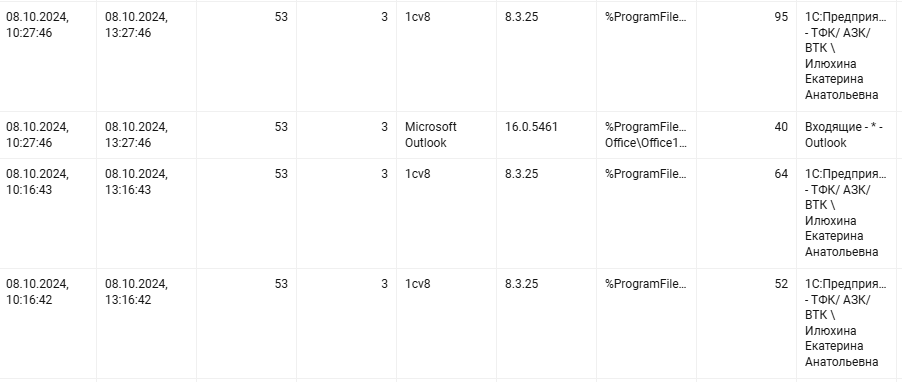 08.10.2024, 08.10.2024, 53 3 1cv8 8.3.25 %ProgramFile... 95 1С:Предприя...
10:27:46 13:27:46 - ТФК/ АЗК/
ВТК \
Илюхина
Екатерина
Анатольевна
08.10.2024, 08.10.2024, 53 3 Microsoft 16.0.5461 %ProgramFile... 40 Входящие - * -
10:27:46 13:27:46 Outlook Office\Office1... Outlook
08.10.2024, 08.10.2024, 53 3 1cv8 8.3.25 %ProgramFile... 64 1С:Предприя...
10:16:43 13:16:43 - ТФК/ АЗК/
ВТК \
Илюхина
Екатерина
Анатольевна
08.10.2024, 08.10.2024, 53 3 1cv8 8.3.25 %ProgramFile... 52 1С:Предприя...
10:16:42 13:16:42 - ТФК/ АЗК/
ВТК \
Илюхина
Екатерина
Анатольевна